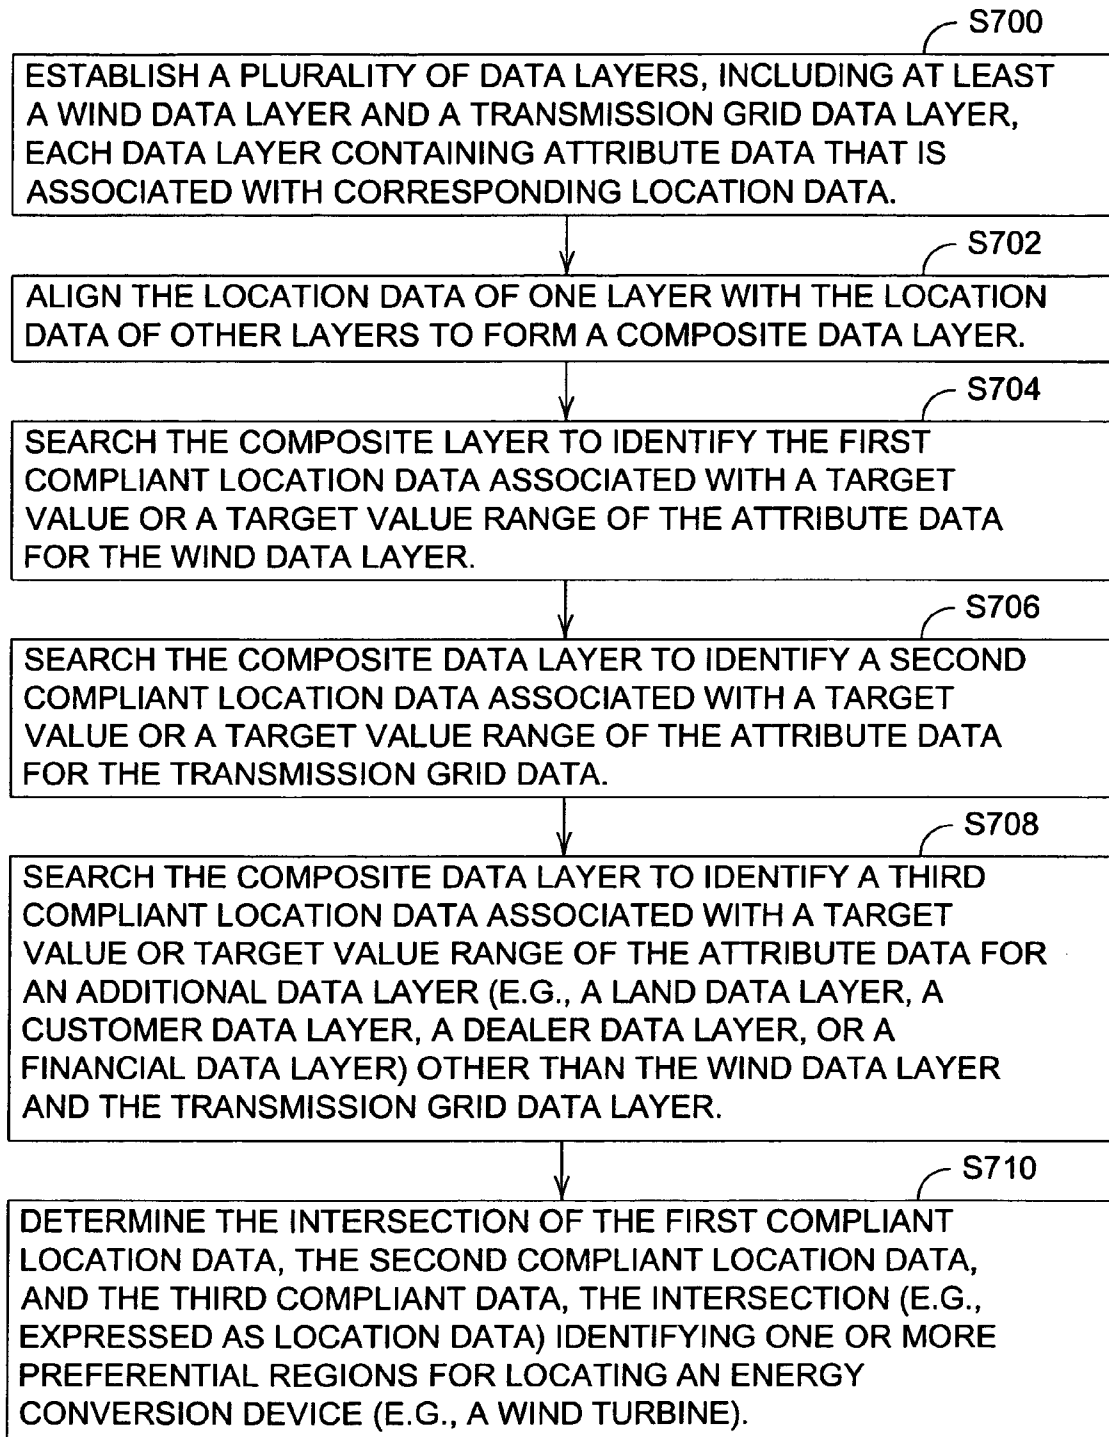 S700
ESTABLISH A PLURALITY OF DATA LAYERS, INCLUDING AT LEAST
A WIND DATA LAYER AND A TRANSMISSION GRID DATA LAYER,
EACH DATA LAYER CONTAINING ATTRIBUTE DATA THAT IS
ASSOCIATED WITH CORRESPONDING LOCATION DATA.
S702
ALIGN THE LOCATION DATA OF ONE LAYER WITH THE LOCATION
DATA OF OTHER LAYERS TO FORM A COMPOSITE DATA LAYER.
S704
SEARCH THE COMPOSITE LAYER TO IDENTIFY THE FIRST
COMPLIANT LOCATION DATA ASSOCIATED WITH A TARGET
VALUE OR A TARGET VALUE RANGE OF THE ATTRIBUTE DATA
FOR THE WIND DATA LAYER.
S706
SEARCH THE COMPOSITE DATA LAYER TO IDENTIFY A SECOND
COMPLIANT LOCATION DATA ASSOCIATED WITH A TARGET
VALUE OR A TARGET VALUE RANGE OF THE ATTRIBUTE DATA
FOR THE TRANSMISSION GRID DATA.
S708
SEARCH THE COMPOSITE DATA LAYER TO IDENTIFY A THIRD
COMPLIANT LOCATION DATA ASSOCIATED WITH A TARGET
VALUE OR TARGET VALUE RANGE OF THE ATTRIBUTE DATA FOR
AN ADDITIONAL DATA LAYER (E.G., A LAND DATA LAYER, A
CUSTOMER DATA LAYER, A DEALER DATA LAYER, OR A
FINANCIAL DATA LAYER) OTHER THAN THE WIND DATA LAYER
AND THE TRANSMISSION GRID DATA LAYER.
S710
DETERMINE THE INTERSECTION OF THE FIRST COMPLIANT
LOCATION DATA, THE SECOND COMPLIANT LOCATION DATA,
AND THE THIRD COMPLIANT DATA, THE INTERSECTION (E.G.,
EXPRESSED AS LOCATION DATA) IDENTIFYING ONE OR MORE
PREFERENTIAL REGIONS FOR LOCATING AN ENERGY
CONVERSION DEVICE (E.G., A WIND TURBINE).